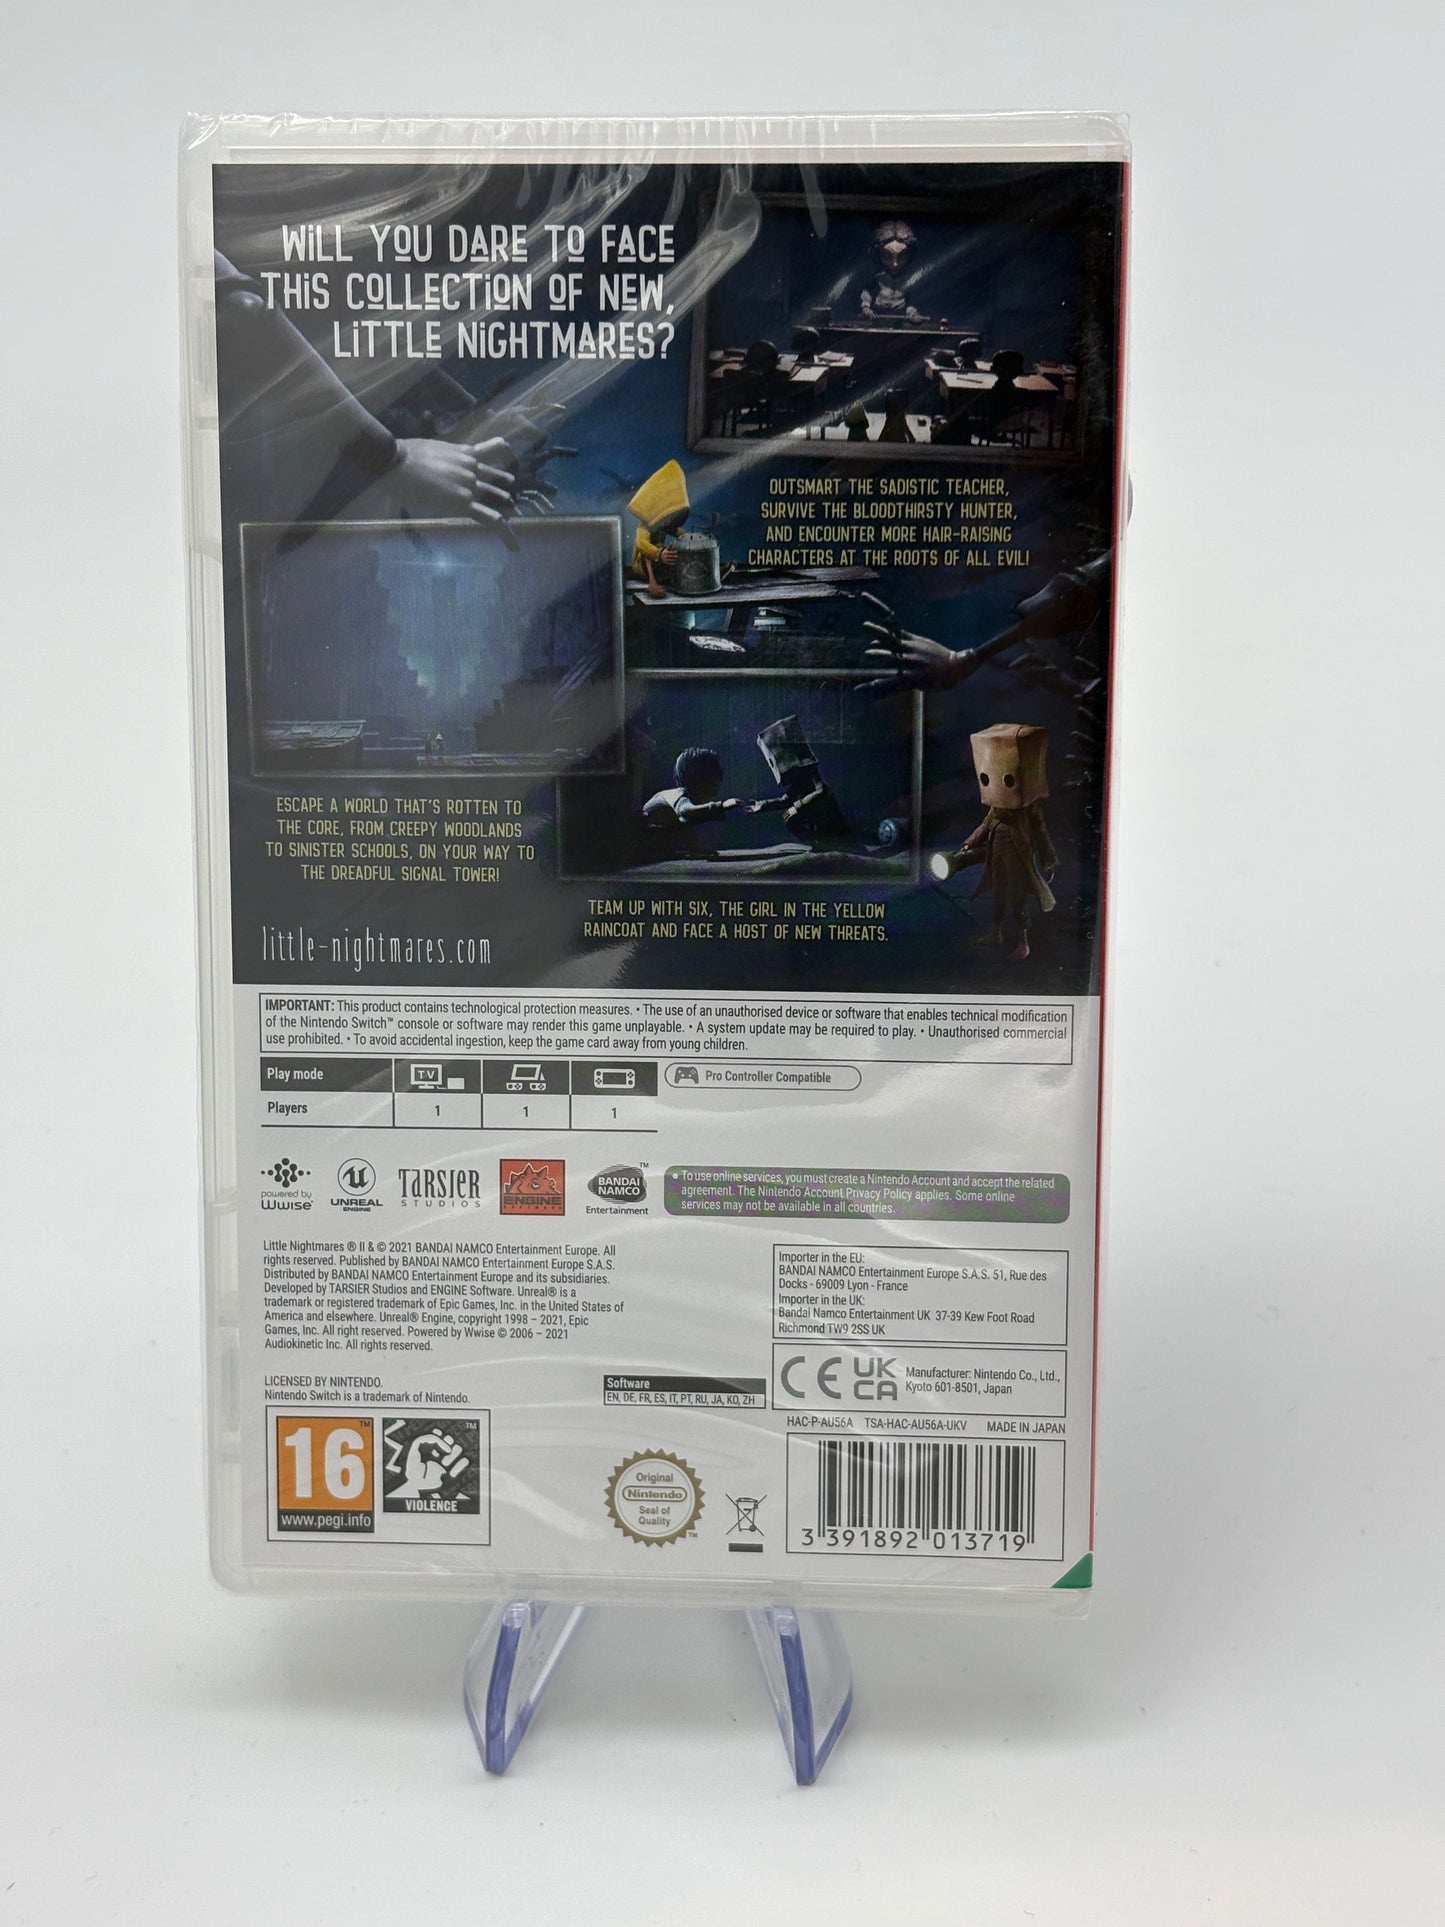 WiLL YOU DARE TO FACE
THiS COLLECTiON OF NEW,
LiTTLE NiGHTMARES?
OUTSMART THE SADISTIC TEACHER,
SURVIVE THE BLOODTHIRSTY HUNTER,
AND ENCOUNTER MORE HAIR-RAISING
CHARACTERS AT THE ROOTS OF ALL EVIL!
ESCAPE A WORLD THAT'S ROTTEN TO
THE CORE, FROM CREEPY WOODLANDS
TO SINISTER SCHOOLS, ON YOUR WAY TO
THE DREADFUL SIGNAL TOWER!
TEAM UP WITH SIX, THE GIRL IN THE YELLOW
RAINCOAT AND FACE A HOST OF NEW THREATS.
little-nightmares.com
IMPORTANT: This product contains technological protection measures. • The use of an unauthorised device or software that enables technical modification
of the Nintendo Switch™ console or software may render this game unplayable. • A system update may be required to play. • Unauthorised commercial
use prohibited. • To avoid accidental ingestion, keep the game card away from young children.
Play mode
TV
Pro Controller Compatible
Players
1 1 1
powered by
Wwise
UNREAL
ENGINE
TARSIER
STUDIOS
ENGINE
SOFTWARE
BANDAI
NAMCO
™
Entertainment
• To use online services, you must create a Nintendo Account and accept the related
agreement. The Nintendo Account Privacy Policy applies. Some online
services may not be available in all countries.
Little Nightmares ® II & © 2021 BANDAI NAMCO Entertainment Europe. All
rights reserved. Published by BANDAI NAMCO Entertainment Europe S.A.S.
Distributed by BANDAI NAMCO Entertainment Europe and its subsidiaries.
Developed by TARSIER Studios and ENGINE Software. Unreal® is a
trademark or registered trademark of Epic Games, Inc. in the United States of
America and elsewhere. Unreal® Engine, copyright 1998 – 2021, Epic
Games, Inc. All right reserved. Powered by Wwise © 2006 – 2021
Audiokinetic Inc. All rights reserved.
Importer in the EU:
BANDAI NAMCO Entertainment Europe S.A.S. 51, Rue des
Docks - 69009 Lyon - France
Importer in the UK:
Bandai Namco Entertainment UK 37-39 Kew Foot Road
Richmond TW9 2SS UK
CE UK
CA
Manufacturer: Nintendo Co., Ltd.,
Kyoto 601-8501, Japan
LICENSED BY NINTENDO.
Nintendo Switch is a trademark of Nintendo.
Software
EN, DE, FR, ES, IT, PT, RU, JA, KO, ZH
HAC-P-AU56A TSA-HAC-AU56A-UKV MADE IN JAPAN
16
™
www.pegi.info
™
VIOLENCE
Original
Nintendo
Seal of
Quality
™
3 391892 013719